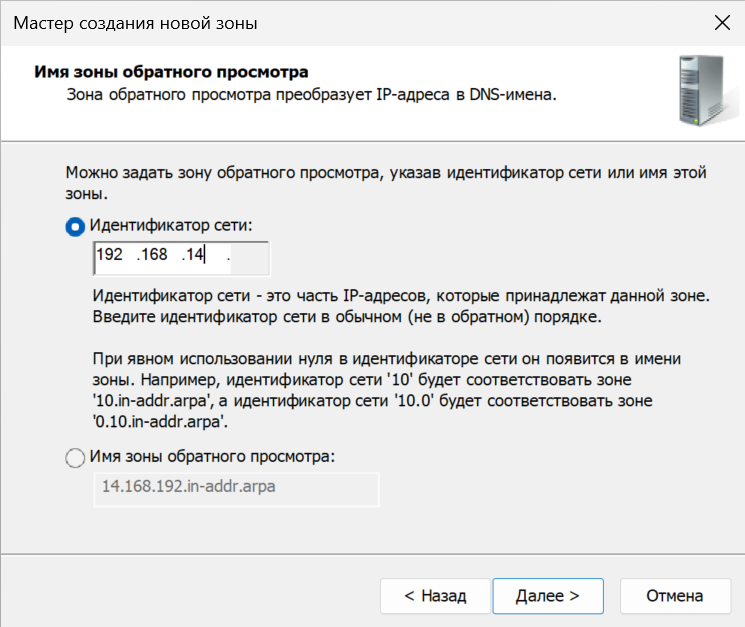 Мастер создания новой зоны
Имя зоны обратного просмотра
Зона обратного просмотра преобразует IP-адреса в DNS-имена.
Можно задать зону обратного просмотра, указав идентификатор сети или имя этой
зоны.
Идентификатор сети:
192 .168 .14 .
Идентификатор сети - это часть IP-адресов, которые принадлежат данной зоне.
Введите идентификатор сети в обычном (не в обратном) порядке.
При явном использовании нуля в идентификаторе сети он появится в имени
зоны. Например, идентификатор сети '10' будет соответствовать зоне
'10.in-addr.arpa', а идентификатор сети '10.0' будет соответствовать зоне
'0.10.in-addr.arpa'.
Имя зоны обратного просмотра:
14.168.192.in-addr.arpa
< Назад Далее > Отмена